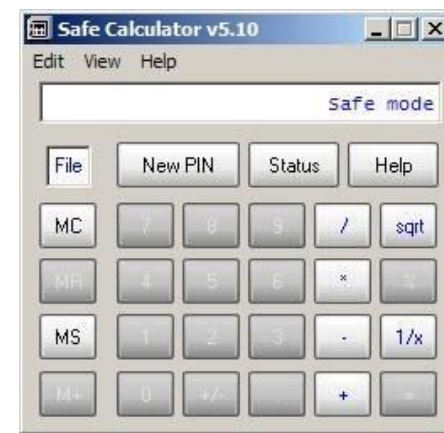 Safe Calculator v5.10
Edit View Help
Safe mode
File New PIN Status Help
MC 7 8 9 / sqrt
MR 4 5 6 * %
MS 1 2 3 - 1/x
M+ 0 +/- . + =